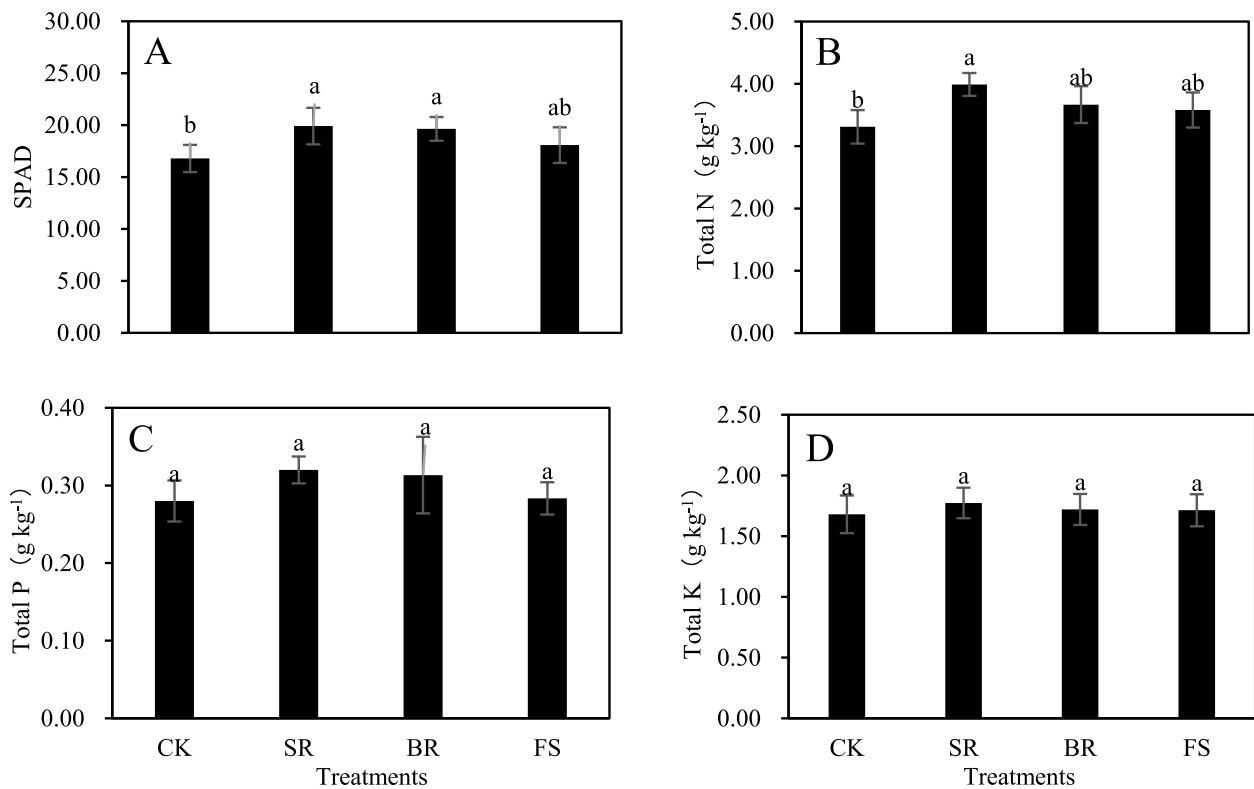 A
SPAD
30.00
25.00
20.00
15.00
10.00
5.00
0.00
b
a
a
ab
B
Total N（g kg⁻¹）
5.00
4.00
3.00
2.00
1.00
0.00
b
a
ab
ab
C
Total P（g kg⁻¹）
0.40
0.30
0.20
0.10
0.00
a
a
a
a
CK SR BR FS
Treatments
D
Total K（g kg⁻¹）
2.50
2.00
1.50
1.00
0.50
0.00
a
a
a
a
CK SR BR FS
Treatments